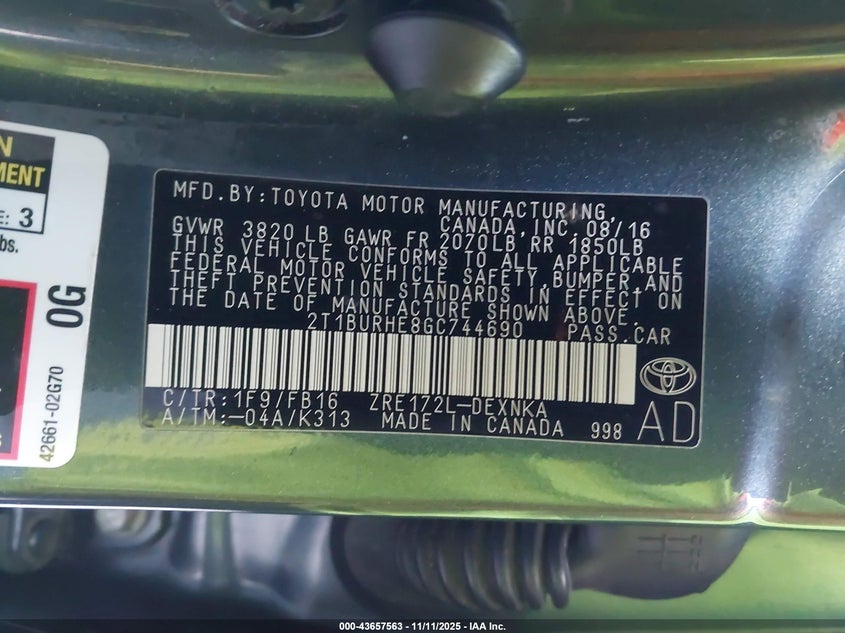 N
MENT
E: 3
bs.
0G
42661-02G70
MFD.BY:TOYOTA MOTOR MANUFACTURING,
CANADA,INC. 08/16
GVWR 3820 LB GAWR FR 2070LB RR 1850LB
THIS VEHICLE CONFORMS TO ALL APPLICABLE
FEDERAL MOTOR VEHICLE SAFETY,BUMPER,AND
THEFT PREVENTION STANDARDS IN EFFECT ON
THE DATE OF MANUFACTURE SHOWN ABOVE.
2T1BURHE8GC744690 PASS.CAR
C/TR:1F9/FB16 ZRE172L-DEXNKA
A/TM:-04A/K313 MADE IN CANADA 998
AD
000-43657563 - 11/11/2025 - IAA Inc.